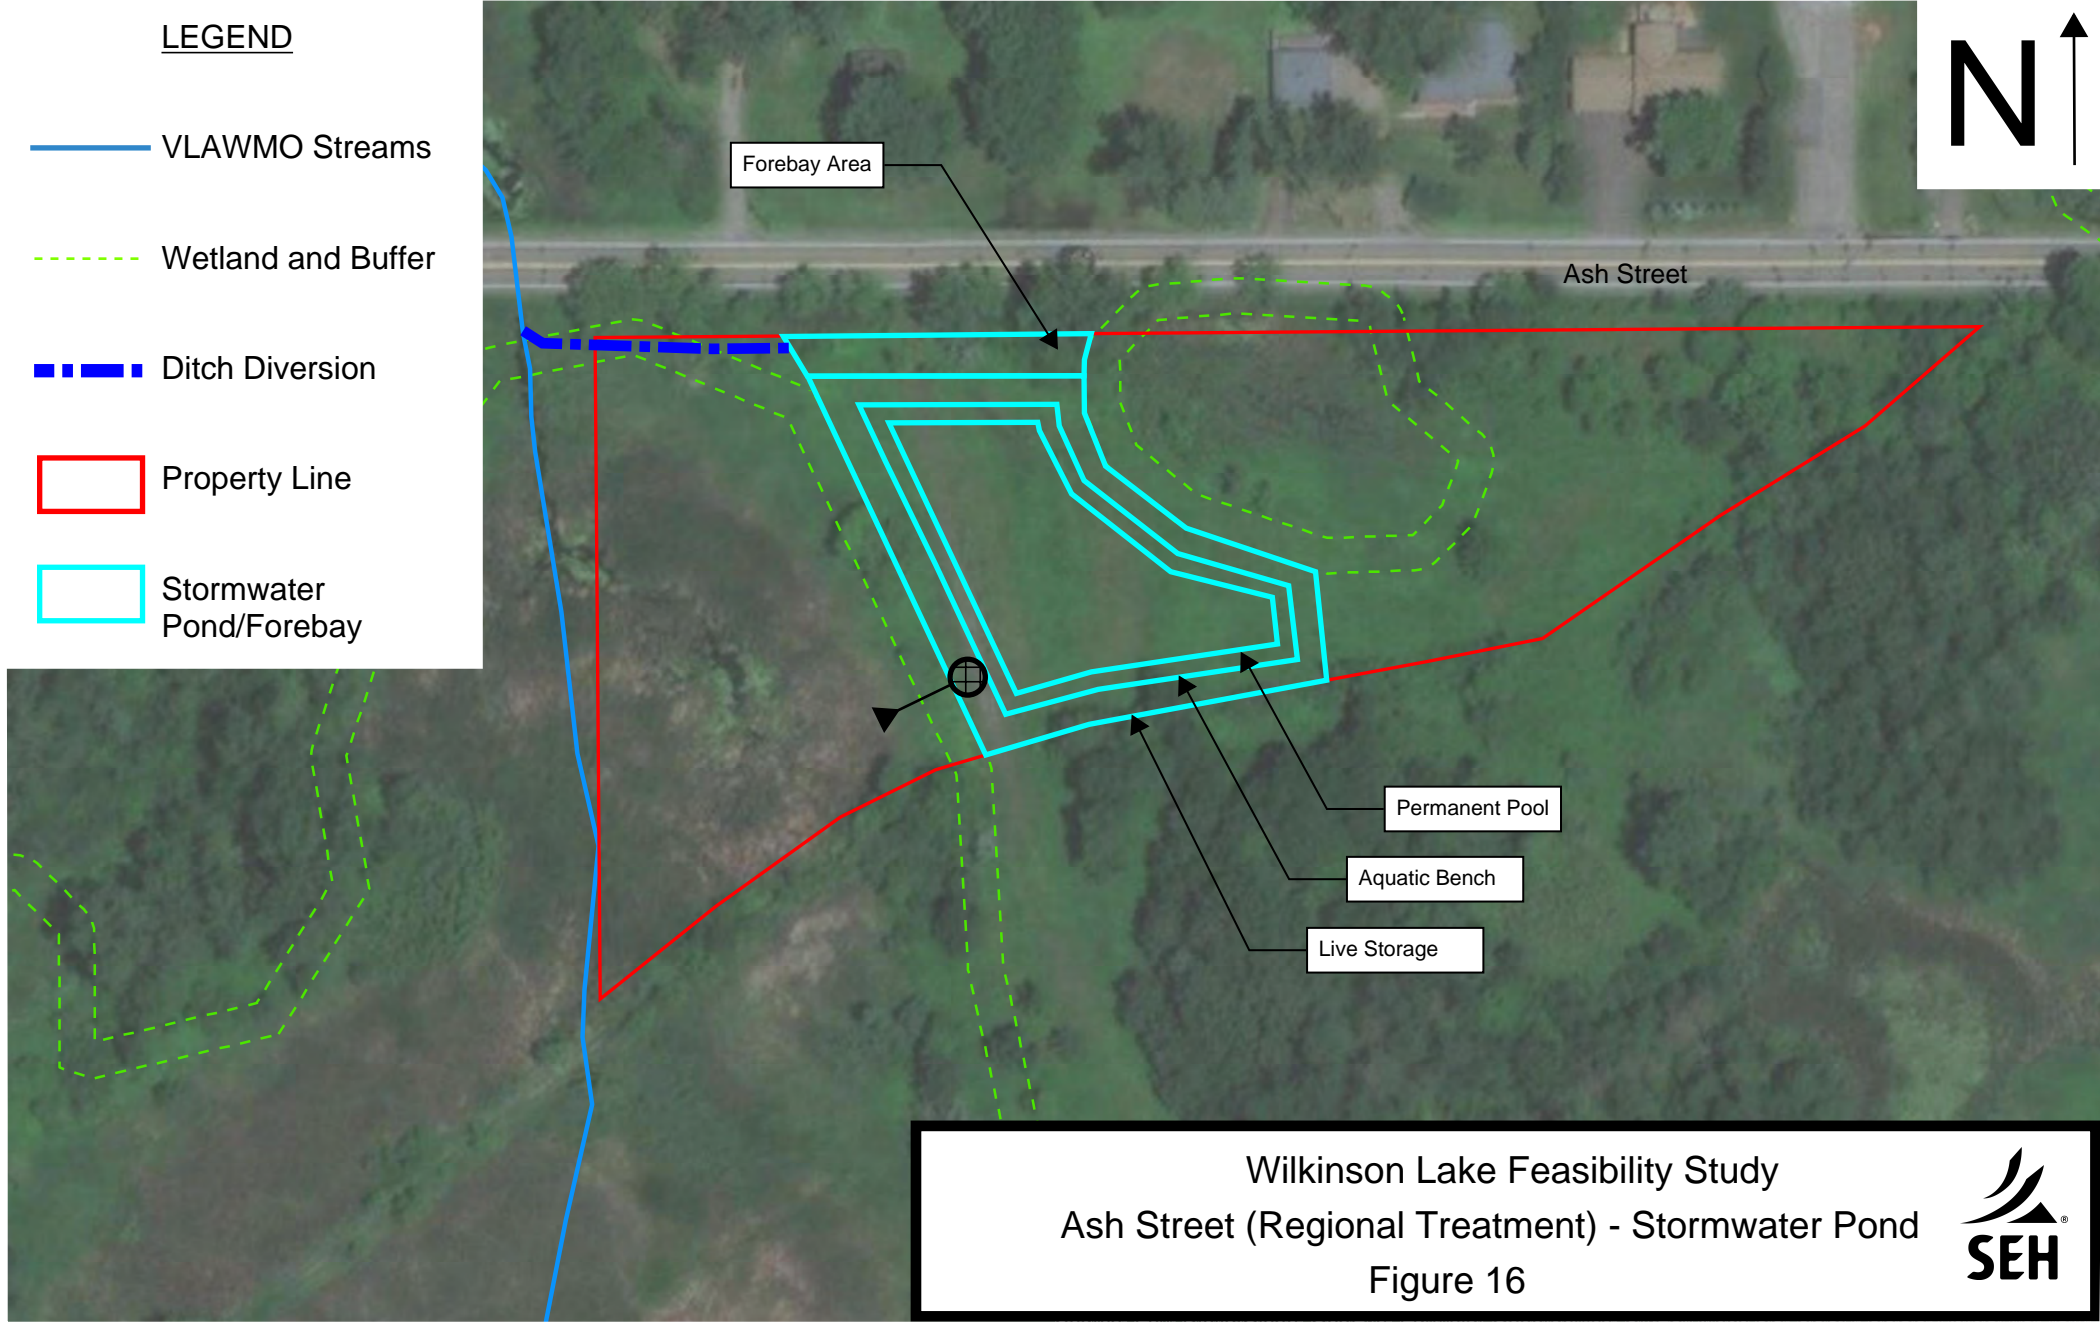 LEGEND
VLAWMO Streams
Wetland and Buffer
Ditch Diversion
Property Line
Stormwater
Pond/Forebay
N
Forebay Area
Ash Street
Permanent Pool
Aquatic Bench
Live Storage
Wilkinson Lake Feasibility Study
Ash Street (Regional Treatment) - Stormwater Pond
Figure 16
SEH®